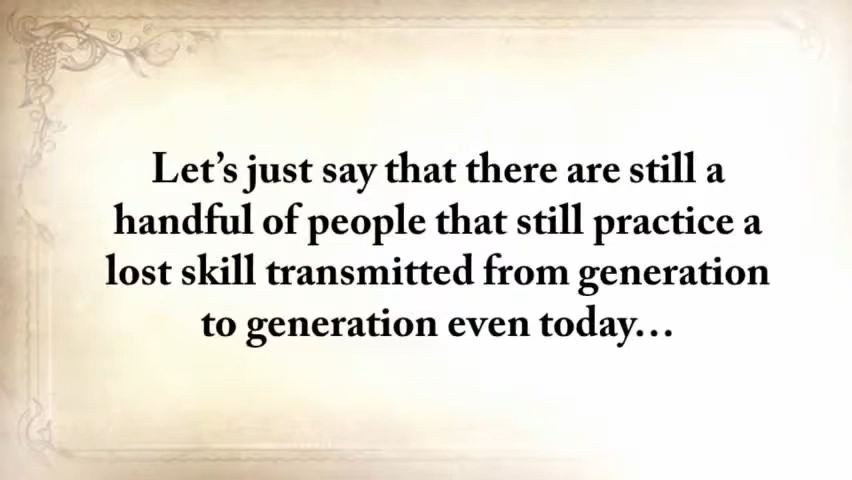 Let’s just say that there are still a
handful of people that still practice a
lost skill transmitted from generation
to generation even today…